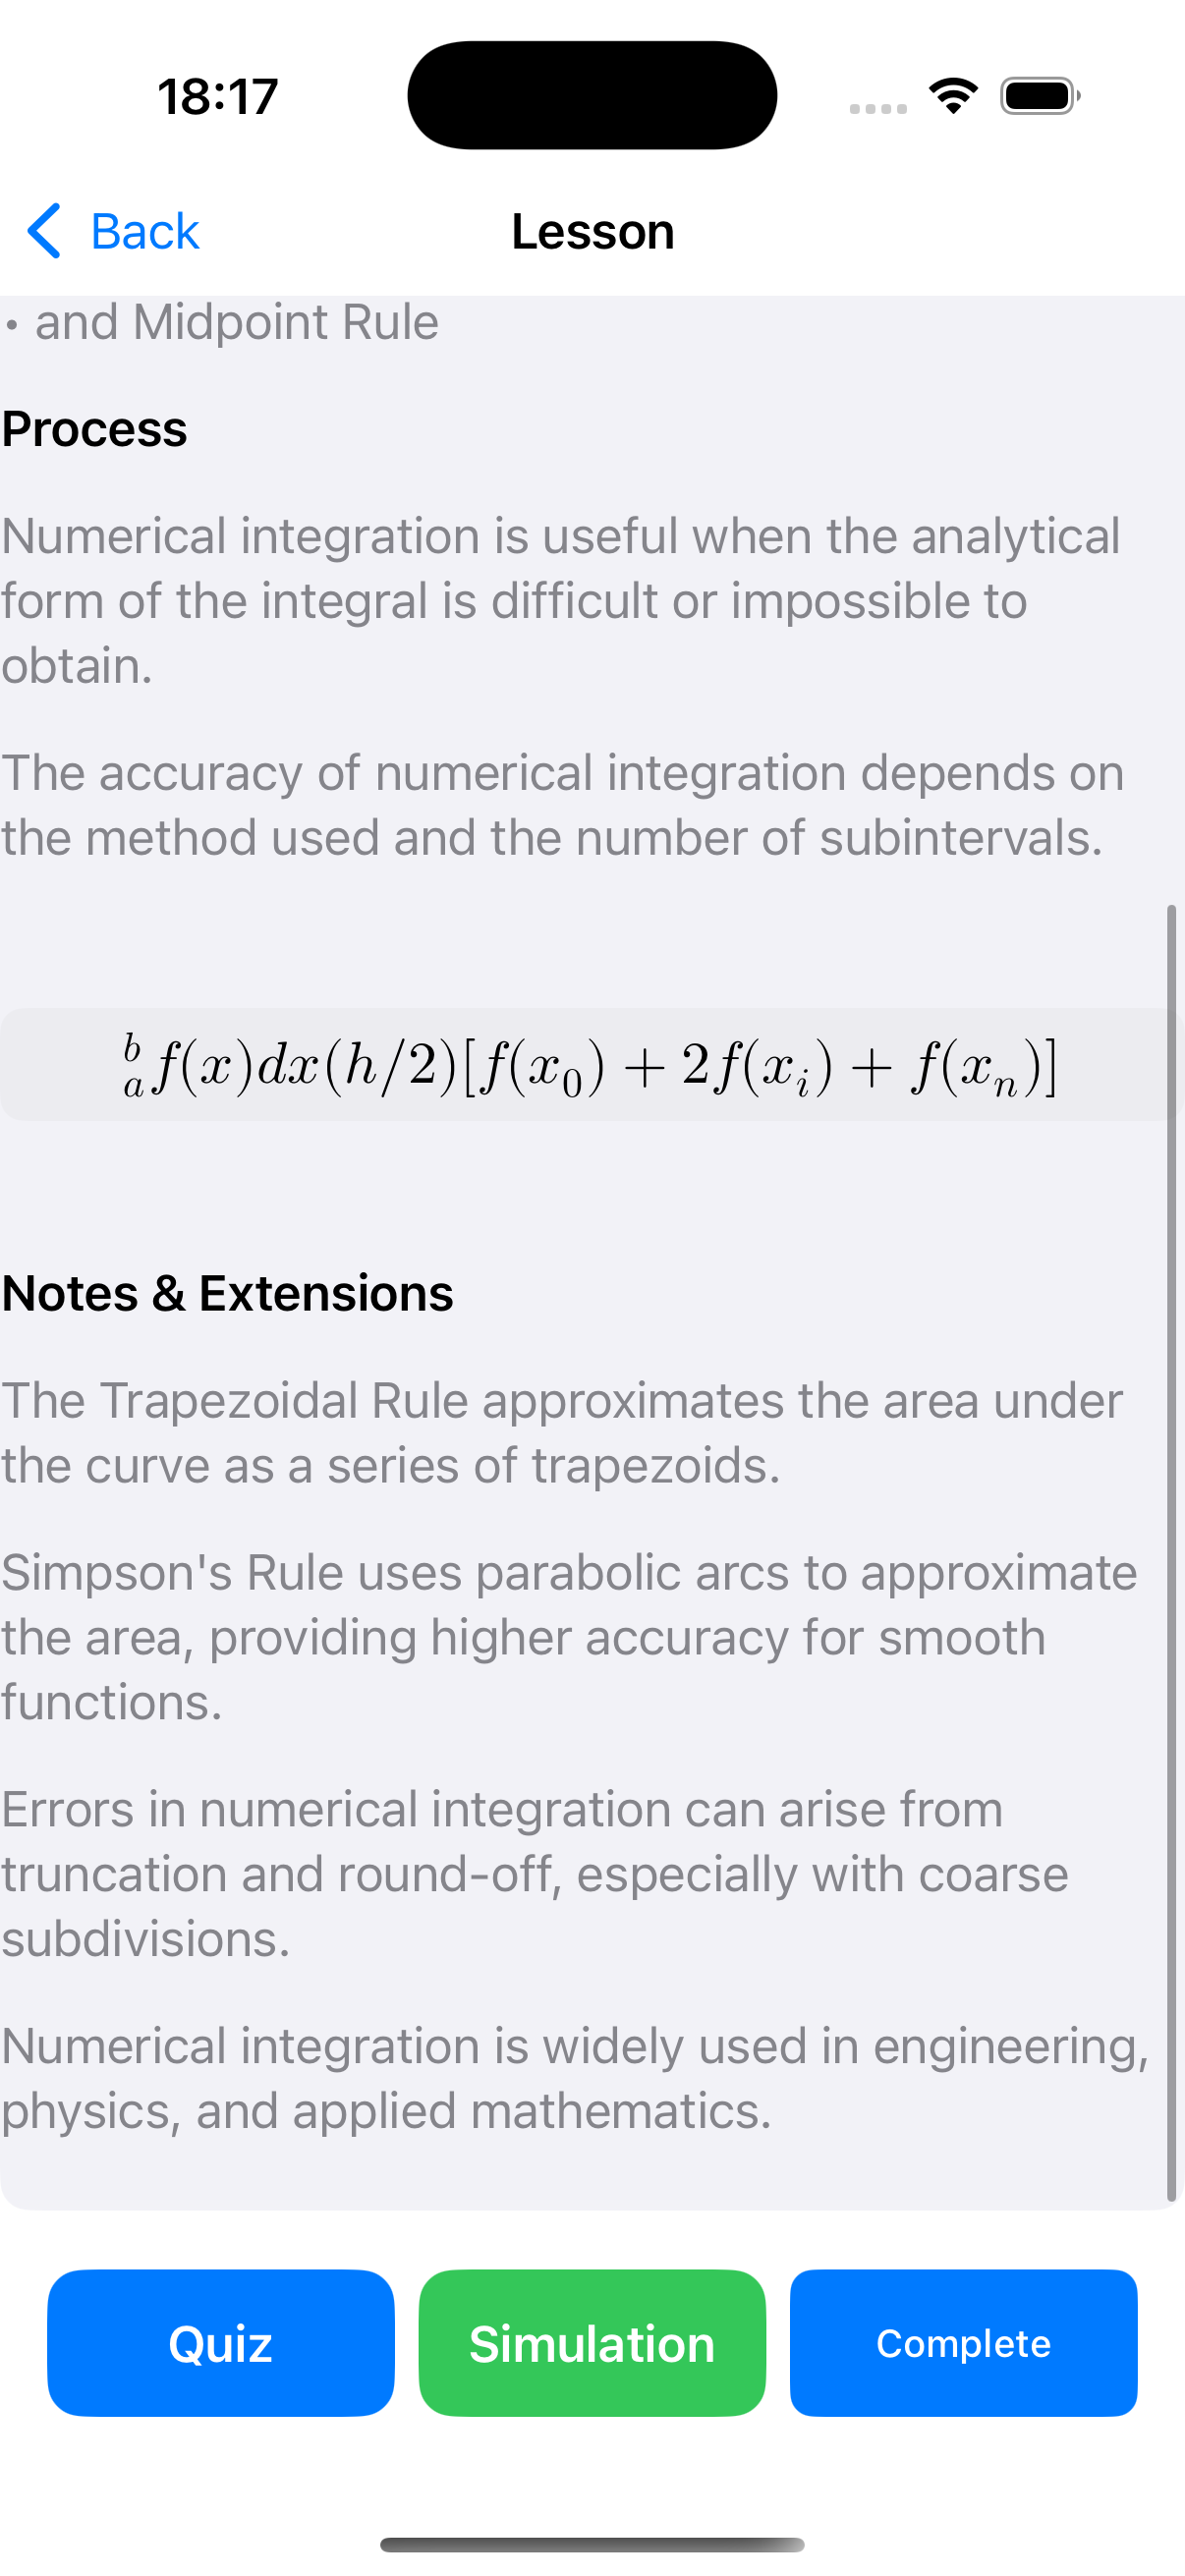 18:17
Back
Lesson
• and Midpoint Rule
Process
Numerical integration is useful when the analytical
form of the integral is difficult or impossible to
obtain.
The accuracy of numerical integration depends on
the method used and the number of subintervals.
$^b_a f(x)dx(h/2)[f(x_0) + 2f(x_i) + f(x_n)]$
Notes & Extensions
The Trapezoidal Rule approximates the area under
the curve as a series of trapezoids.
Simpson's Rule uses parabolic arcs to approximate
the area, providing higher accuracy for smooth
functions.
Errors in numerical integration can arise from
truncation and round-off, especially with coarse
subdivisions.
Numerical integration is widely used in engineering,
physics, and applied mathematics.
Quiz
Simulation
Complete